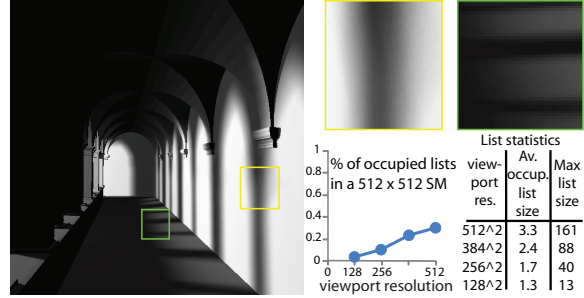 % of occupied lists
in a 512 x 512 SM
1
0.8
0.6
0.4
0.2
0
0 128 256 512
viewport resolution
List statistics
view-
port
res.
Av.
occup.
list
size
Max
list
size
512^2 3.3 161
384^2 2.4 88
256^2 1.7 40
128^2 1.3 13